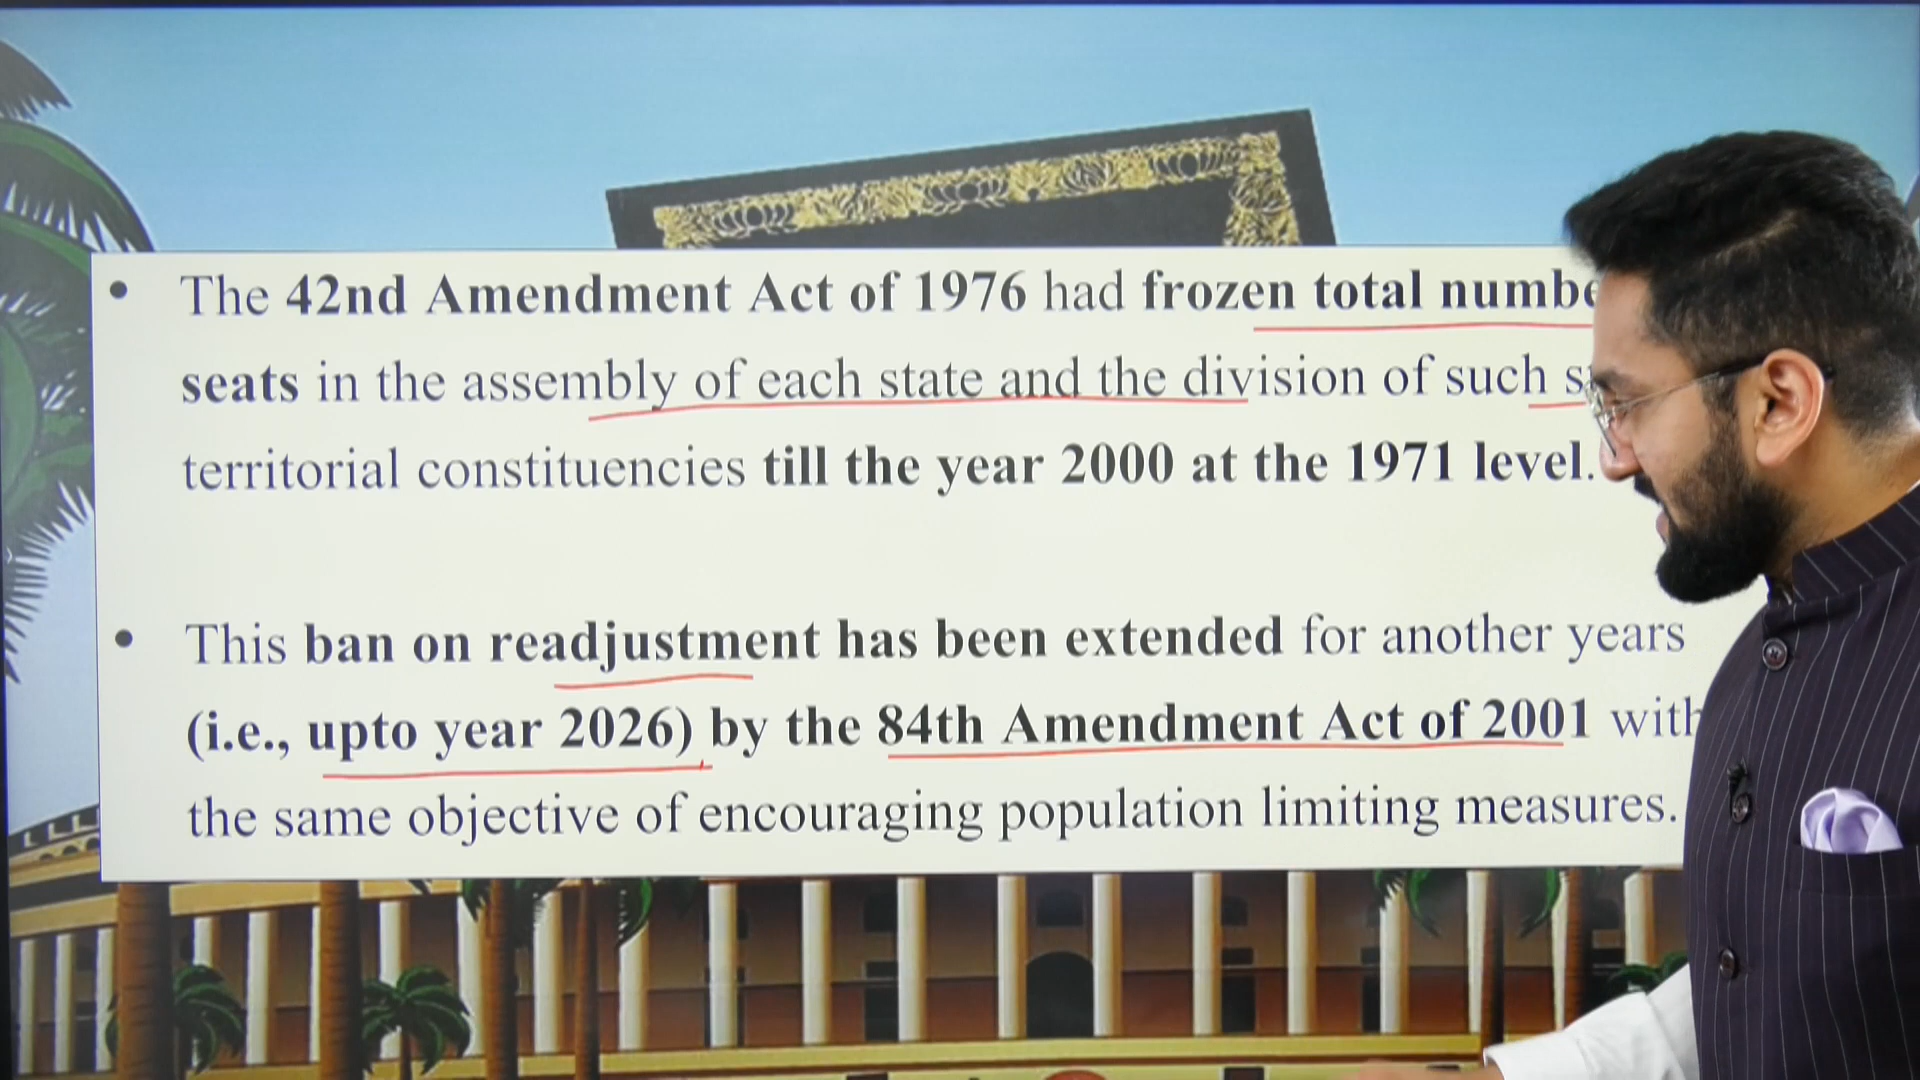 • The 42nd Amendment Act of 1976 had frozen total
seats in the assembly of each state and the division of such
territorial constituencies till the year 2000 at the 1971 level.
• This ban on readjustment has been extended for another years
(i.e., upto year 2026) by the 84th Amendment Act of 2001 with
the same objective of encouraging population limiting measures.